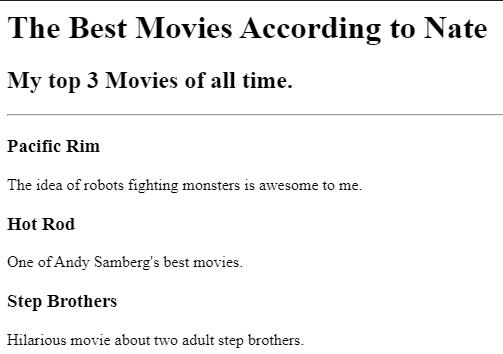 The Best Movies According to Nate
My top 3 Movies of all time.
Pacific Rim
The idea of robots fighting monsters is awesome to me.
Hot Rod
One of Andy Samberg's best movies.
Step Brothers
Hilarious movie about two adult step brothers.